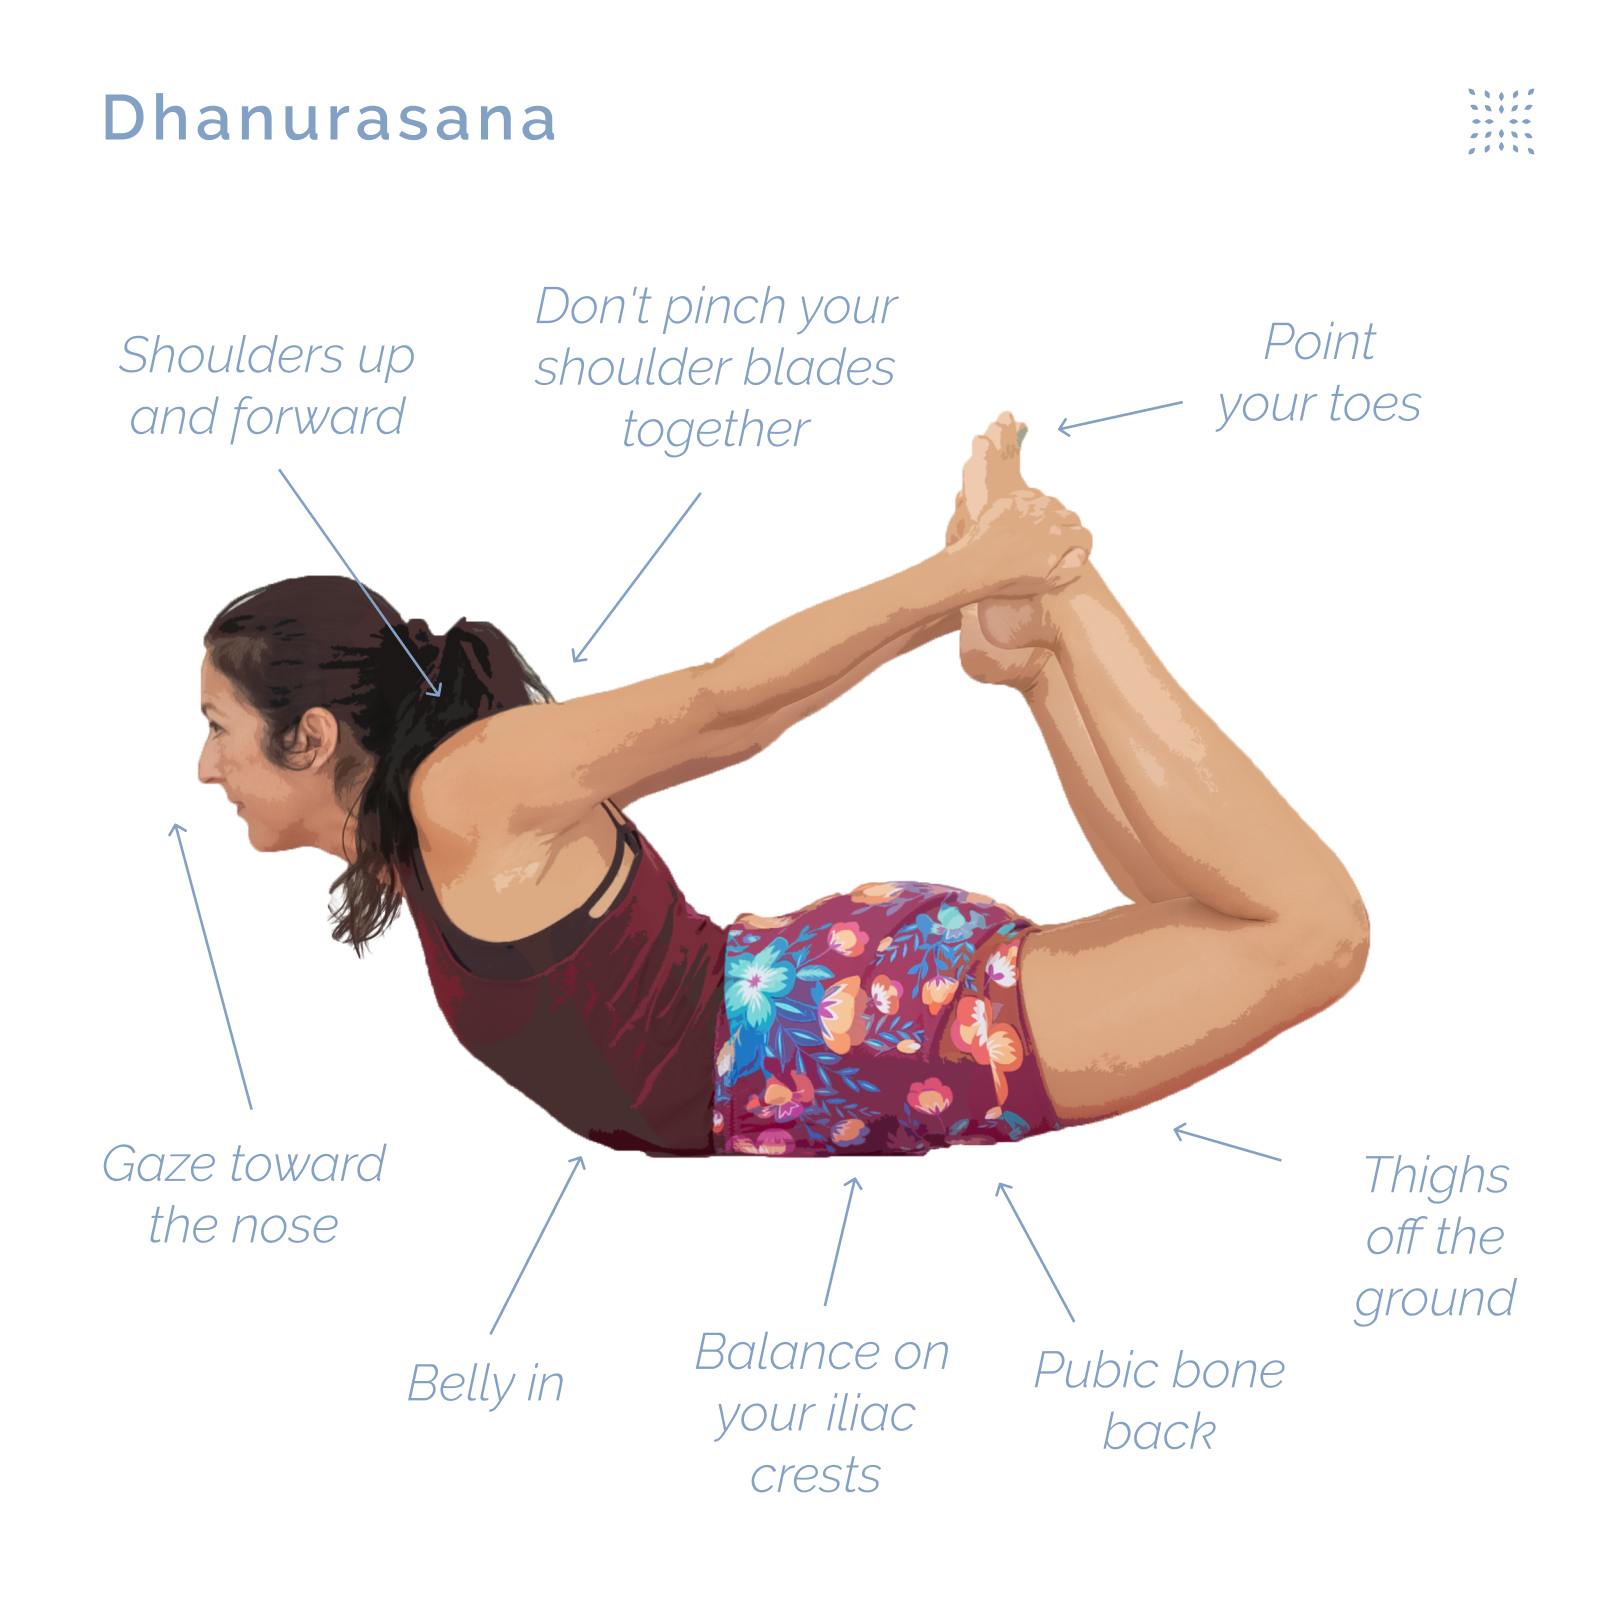 Dhanurasana
Shoulders up
and forward
Don't pinch your
shoulder blades
together
Point
your toes
Gaze toward
the nose
Belly in
Balance on
your iliac
crests
Pubic bone
back
Thighs
off the
ground